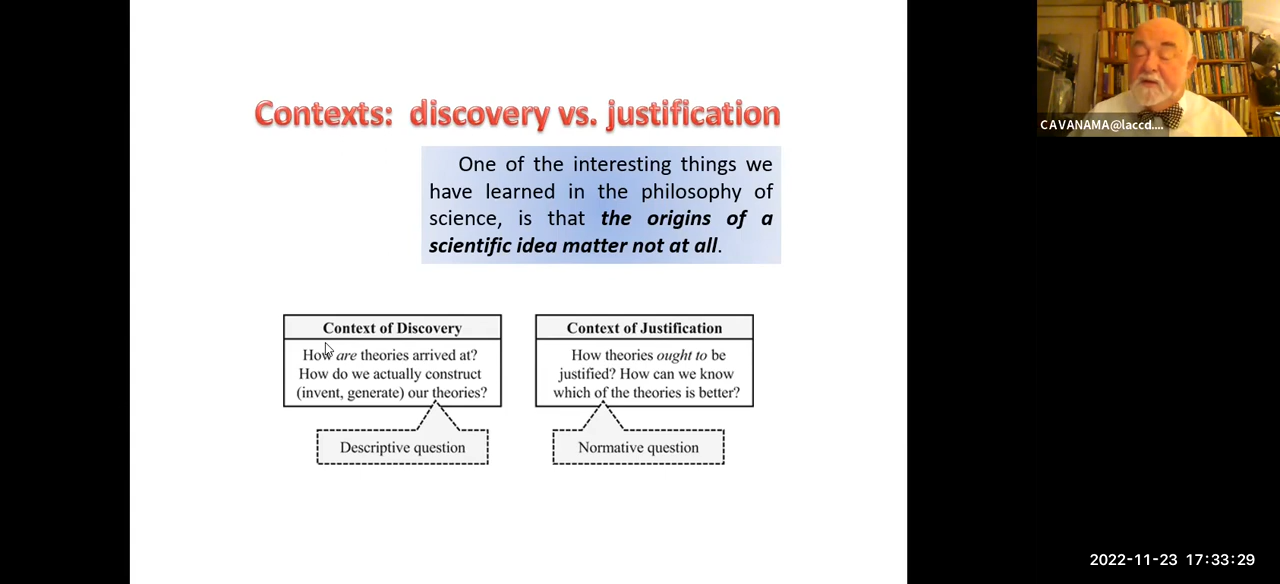 Contexts: discovery vs. justification
One of the interesting things we
have learned in the philosophy of
science, is that the origins of a
scientific idea matter not at all.
Context of Discovery
How are theories arrived at?
How do we actually construct
(invent, generate) our theories?
Descriptive question
Context of Justification
How theories ought to be
justified? How can we know
which of the theories is better?
Normative question
CAVANAMA@laccd....
2022-11-23 17:33:29